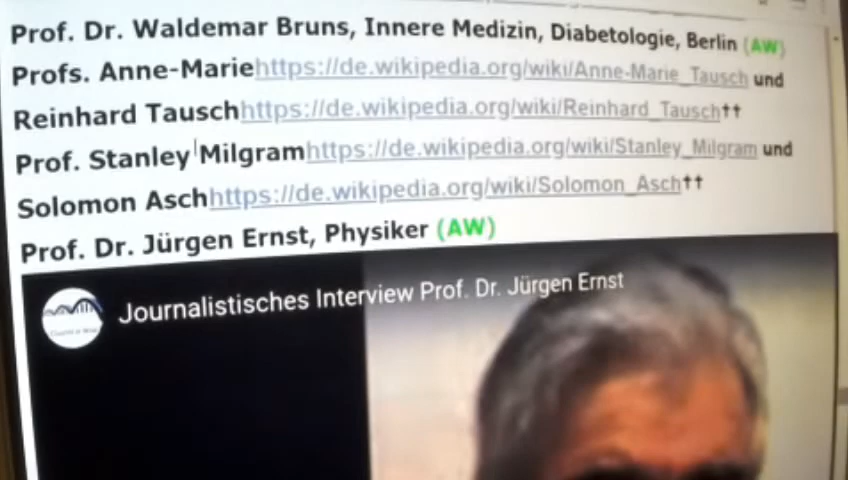 Prof. Dr. Waldemar Bruns, Innere Medizin, Diabetologie, Berlin (AW)
Profs. Anne-Mariehttps://de.wikipedia.org/wiki/Anne-Marie_Tausch und
Reinhard Tauschhttps://de.wikipedia.org/wiki/Reinhard_Tausch††
Prof. Stanley Milgramhttps://de.wikipedia.org/wiki/Stanley_Milgram und
Solomon Aschhttps://de.wikipedia.org/wiki/Solomon_Asch††
Prof. Dr. Jürgen Ernst, Physiker (AW)
Journalistisches Interview Prof. Dr. Jürgen Ernst